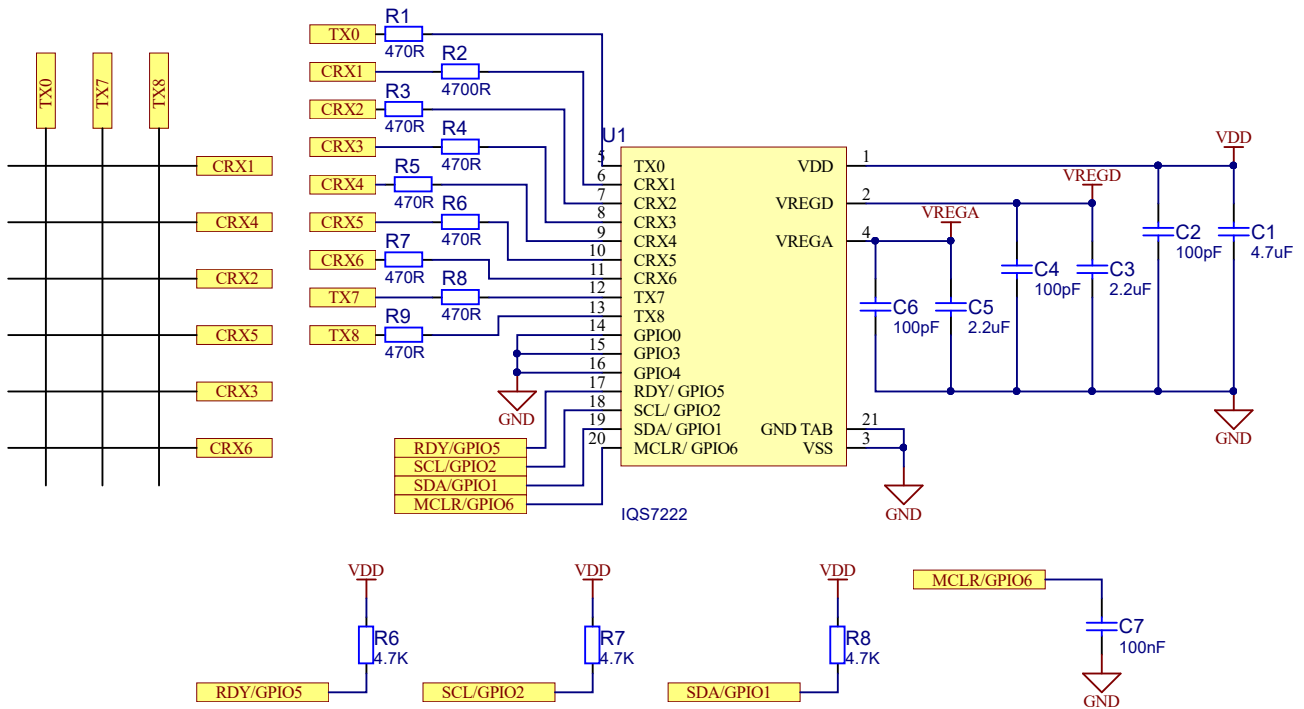 TX0
TX7
TX8
CRX1
CRX4
CRX2
CRX5
CRX3
CRX6
TX0
R1
470R
CRX1
R2
4700R
CRX2
R3
470R
CRX3
R4
470R
CRX4
R5
470R
CRX5
R6
470R
CRX6
R7
470R
TX7
R8
470R
TX8
R9
470R
U1
5 TX0
6 CRX1
7 CRX2
8 CRX3
9 CRX4
10 CRX5
11 CRX6
12 TX7
13 TX8
14 GPIO0
15 GPIO3
16 GPIO4
17 RDY/ GPIO5
18 SCL/ GPIO2
19 SDA/ GPIO1
20 MCLR/ GPIO6
VDD 1
VREGD 2
VREGA 4
GND TAB 21
VSS 3
IQS7222
GND
RDY/GPIO5
SCL/GPIO2
SDA/GPIO1
MCLR/GPIO6
VDD
VREGD
VREGA
C2
100pF
C1
4.7uF
C4
100pF
C3
2.2uF
C6
100pF
C5
2.2uF
GND
GND
VDD
R6
4.7K
RDY/GPIO5
VDD
R7
4.7K
SCL/GPIO2
VDD
R8
4.7K
SDA/GPIO1
MCLR/GPIO6
C7
100nF
GND